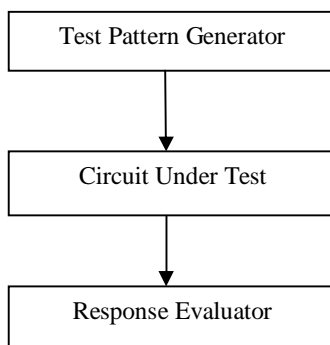 Test Pattern Generator
Circuit Under Test
Response Evaluator